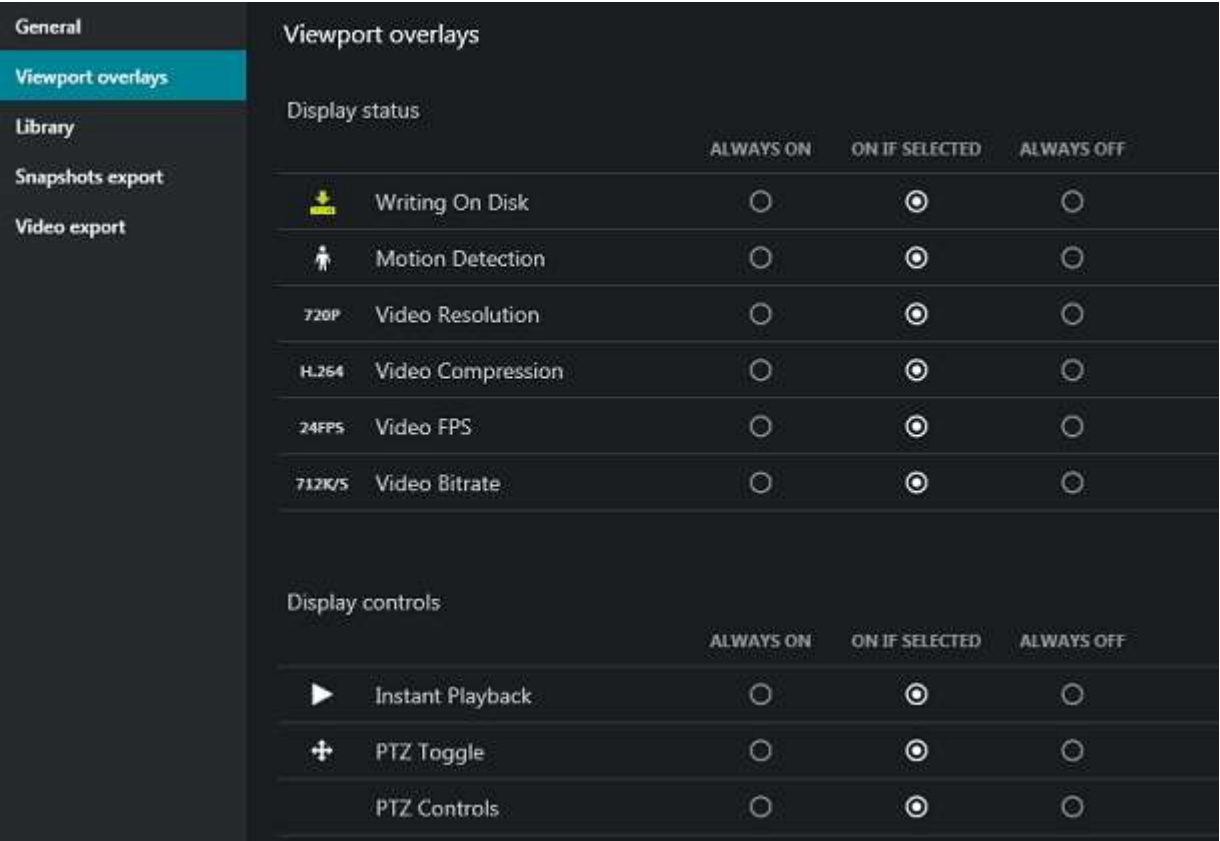 General
Viewport overlays
Library
Snapshots export
Video export
Viewport overlays
Display status
ALWAYS ON ON IF SELECTED ALWAYS OFF
Writing On Disk
Motion Detection
720P Video Resolution
H.264 Video Compression
24FPS Video FPS
712K/S Video Bitrate
Display controls
ALWAYS ON ON IF SELECTED ALWAYS OFF
Instant Playback
PTZ Toggle
PTZ Controls